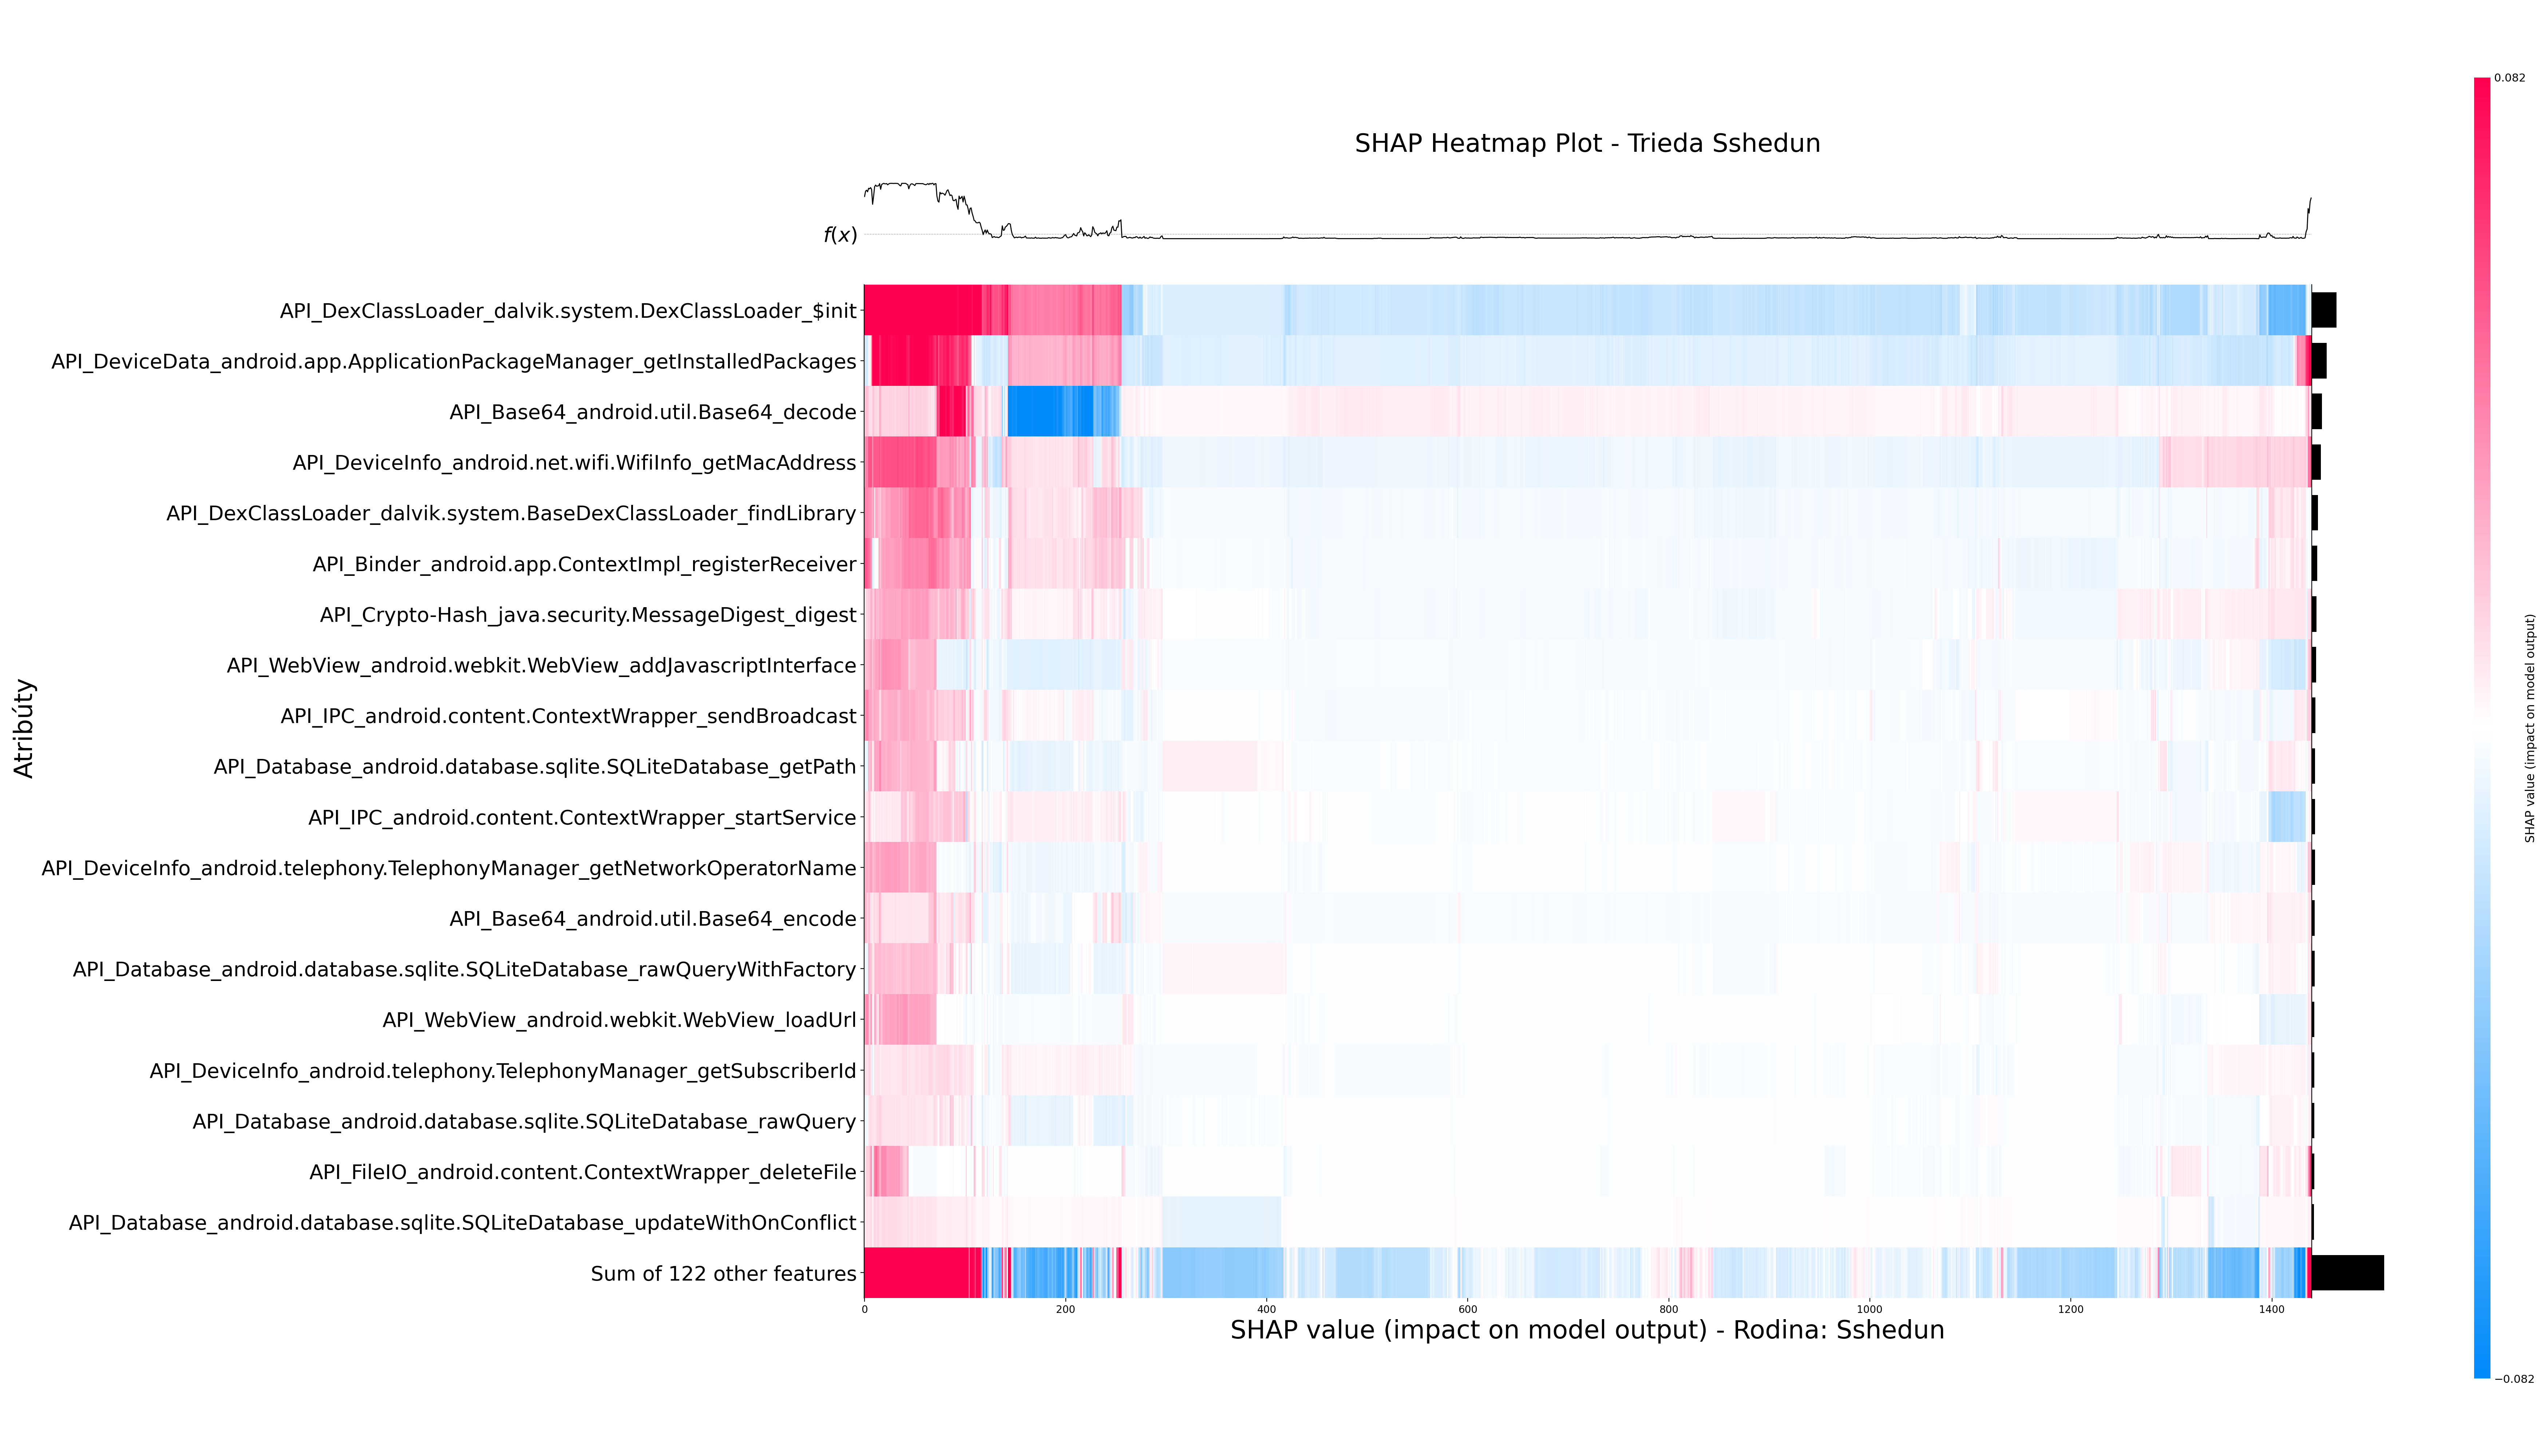 SHAP Heatmap Plot - Trieda Sshedun
0.082
f(x)
API_DexClassLoader_dalvik.system.DexClassLoader_$init
API_DeviceData_android.app.ApplicationPackageManager_getInstalledPackages
API_Base64_android.util.Base64_decode
API_DeviceInfo_android.net.wifi.WifiInfo_getMacAddress
API_DexClassLoader_dalvik.system.BaseDexClassLoader_findLibrary
API_Binder_android.app.ContextImpl_registerReceiver
API_Crypto-Hash_java.security.MessageDigest_digest
API_WebView_android.webkit.WebView_addJavascriptInterface
API_IPC_android.content.ContextWrapper_sendBroadcast
API_Database_android.database.sqlite.SQLiteDatabase_getPath
API_IPC_android.content.ContextWrapper_startService
API_DeviceInfo_android.telephony.TelephonyManager_getNetworkOperatorName
API_Base64_android.util.Base64_encode
API_Database_android.database.sqlite.SQLiteDatabase_rawQueryWithFactory
API_WebView_android.webkit.WebView_loadUrl
API_DeviceInfo_android.telephony.TelephonyManager_getSubscriberId
API_Database_android.database.sqlite.SQLiteDatabase_rawQuery
API_FileIO_android.content.ContextWrapper_deleteFile
API_Database_android.database.sqlite.SQLiteDatabase_updateWithOnConflict
Sum of 122 other features
Atribúty
0 200 400 600 800 1000 1200 1400
SHAP value (impact on model output) - Rodina: Sshedun
SHAP value (impact on model output)
−0.082